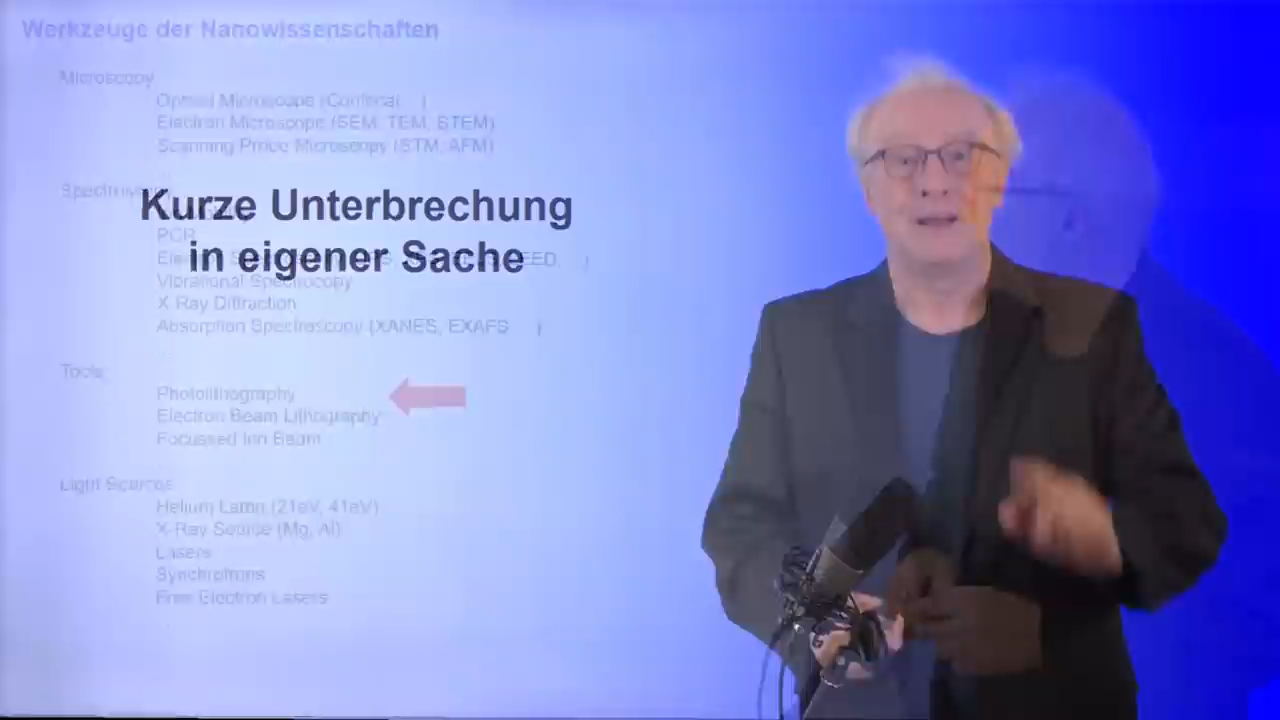 Werkzeuge der Nanowissenschaften
Microscopy
Optical Microscope (Confocal ... )
Electron Microscope (SEM, TEM, STEM)
Scanning Probe Microscopy (STM, AFM)
Kurze Unterbrechung
in eigener Sache
PCR
Vibrational Spectrocopy
X-Ray Diffraction
Absorption Spectroscopy (XANES, EXAFS ... )
Tools
Photolithography
Electron Beam Lithography
Focussed Ion Beam
Light Sources
Helium Lamp (21eV, 41eV)
X-Ray Source (Mg, Al)
Lasers
Synchrotrons
Free Electron Lasers